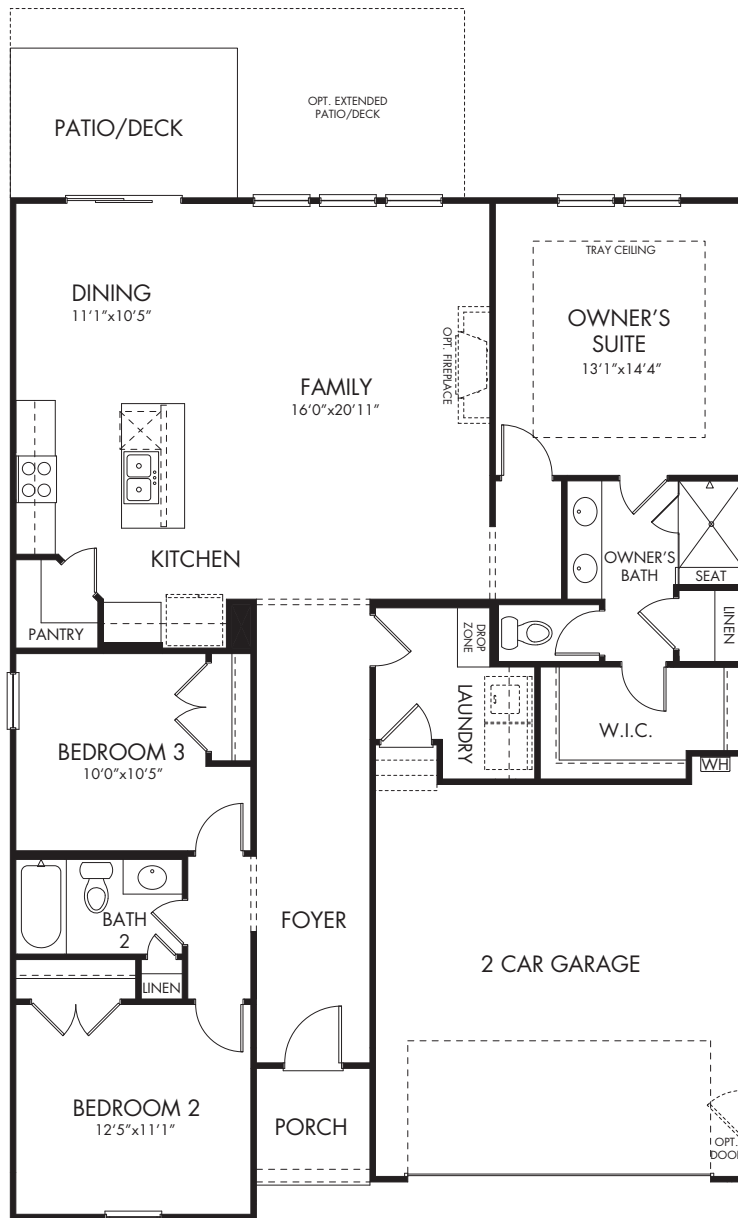 OPT. EXTENDED
PATIO/DECK
PATIO/DECK
TRAY CEILING
DINING
11'1"x10'5"
OWNER'S
SUITE
13'1"x14'4"
OPT. FIREPLACE
FAMILY
16'0"x20'11"
KITCHEN
OWNER'S
BATH
SEAT
PANTRY
DROP
ZONE
LINEN
LAUNDRY
W.I.C.
WH
BEDROOM 3
10'0"x10'5"
BATH
2
FOYER
LINEN
2 CAR GARAGE
BEDROOM 2
12'5"x11'1"
PORCH
OPT.
DOOR